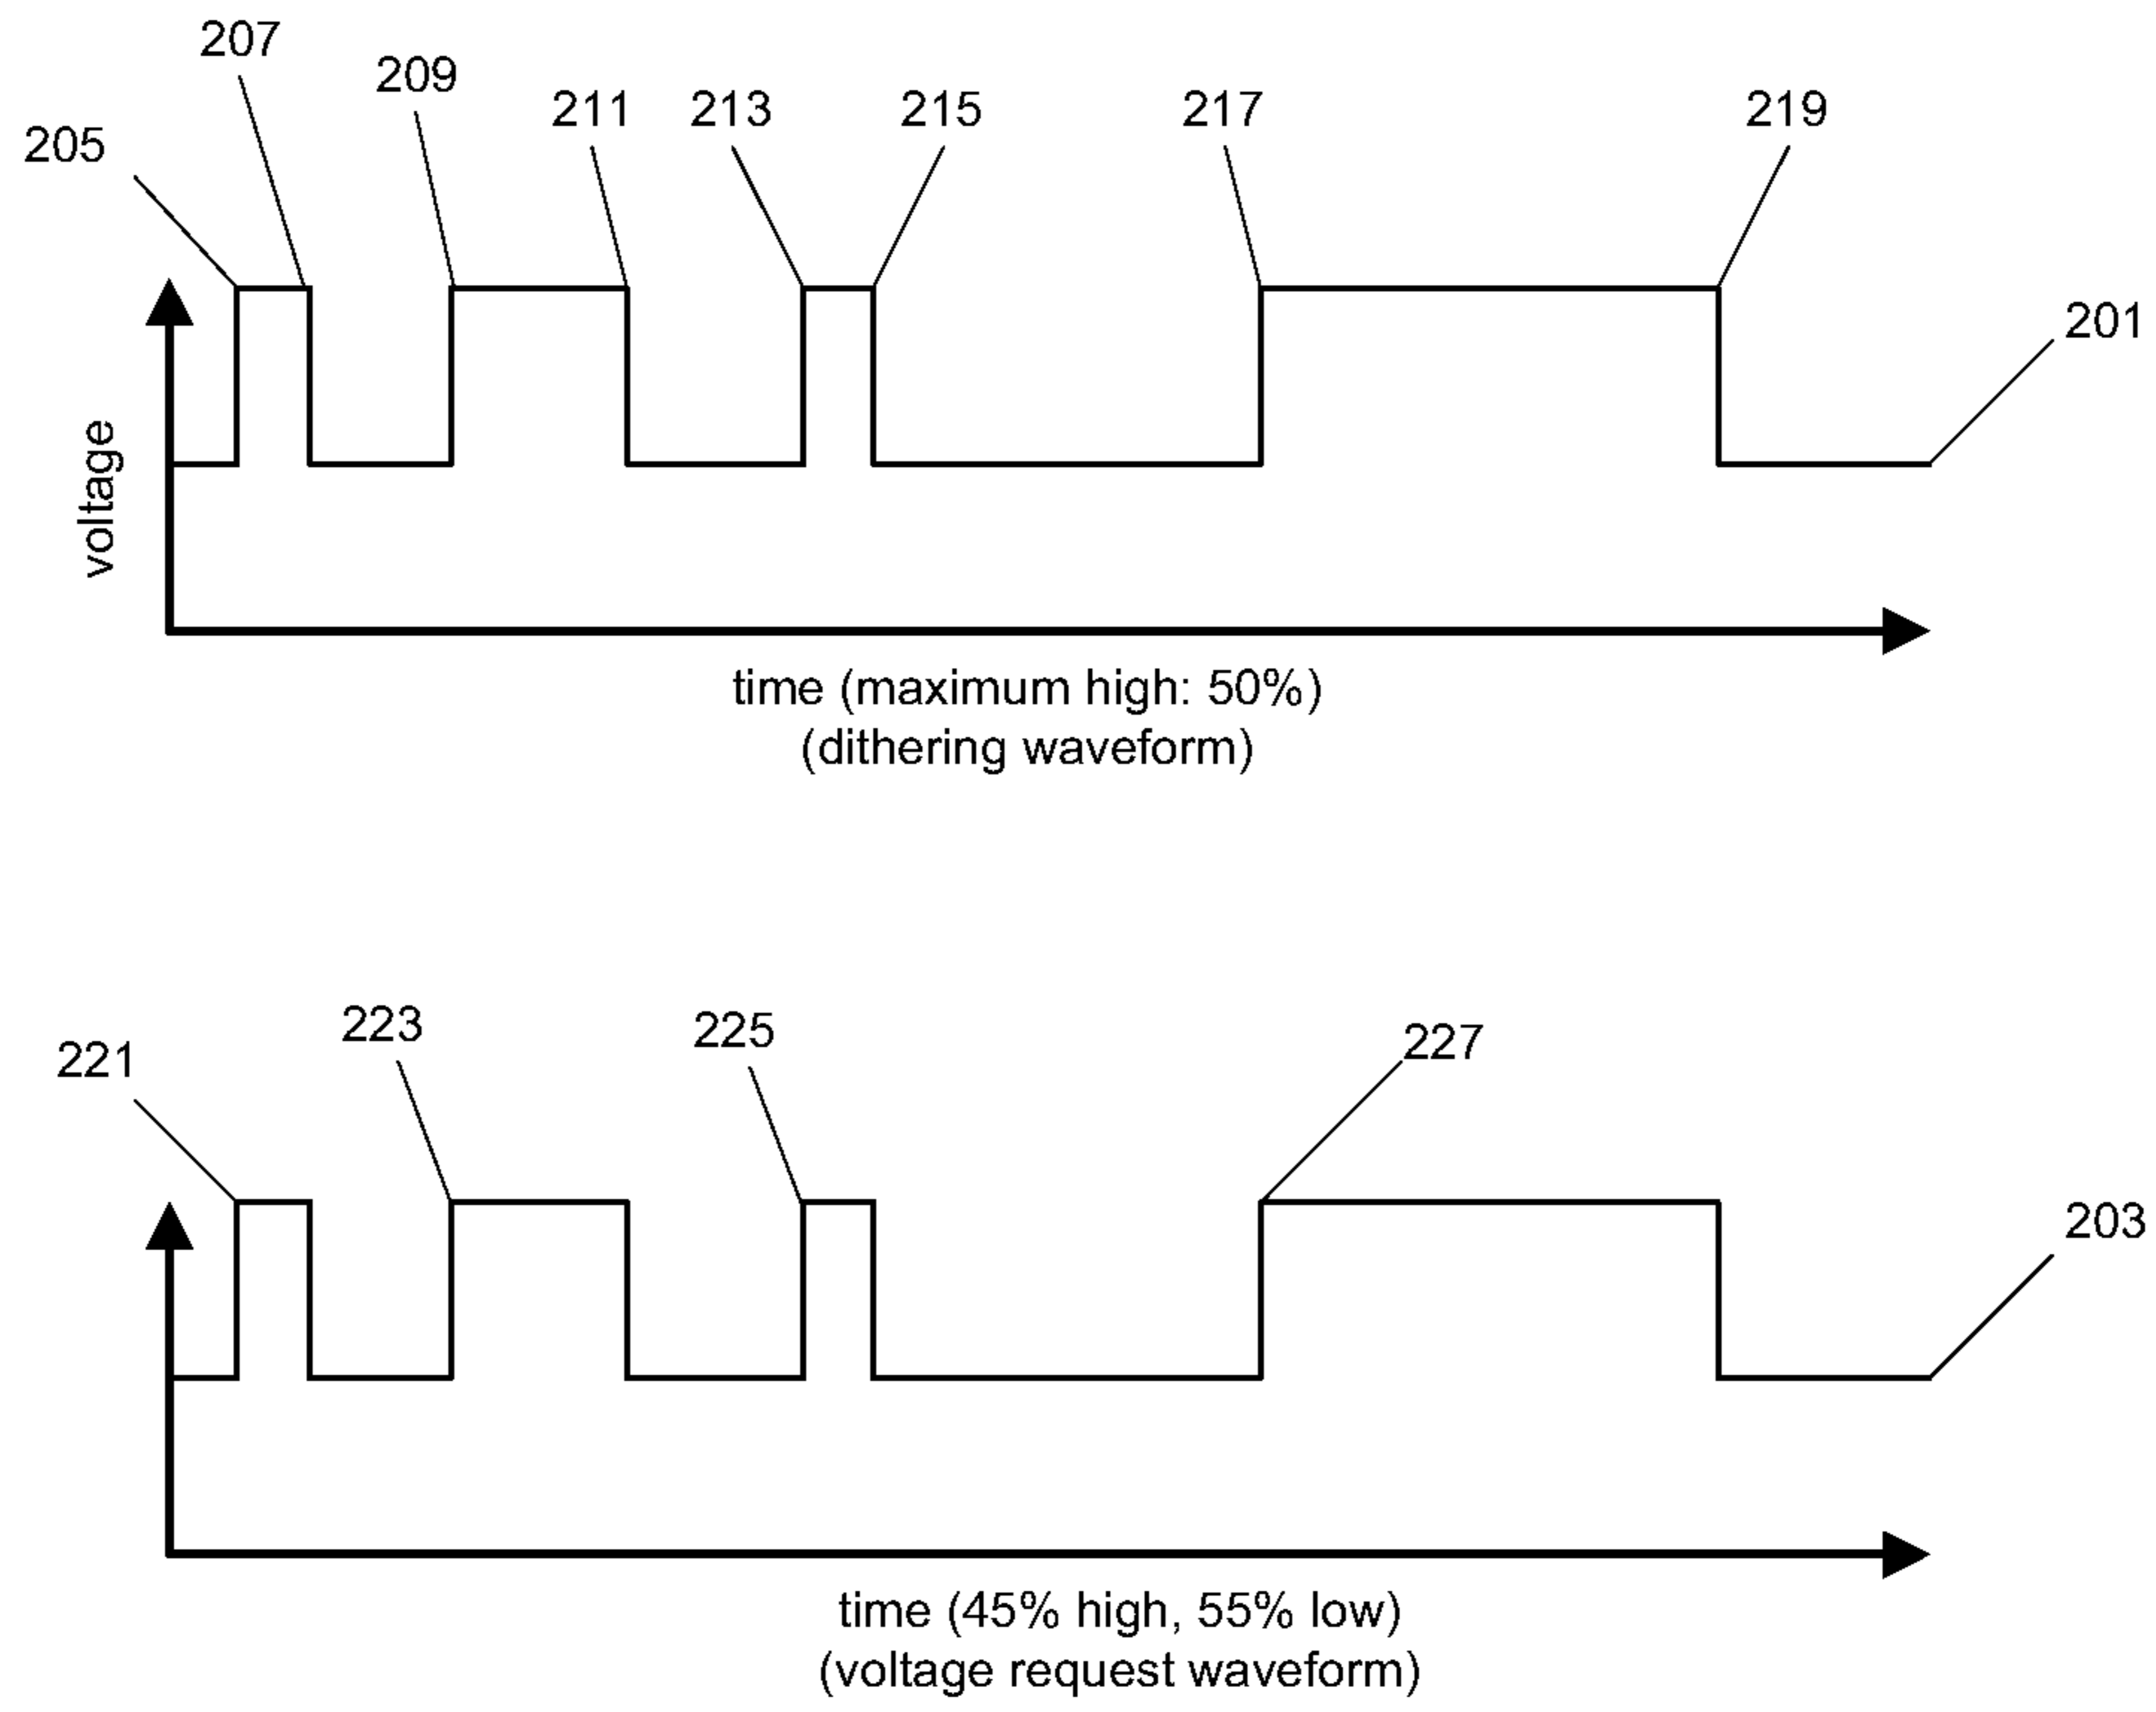 207
209
211
213
215
217
219
205
201
voltage
time (maximum high: 50%)
(dithering waveform)
223
225
227
221
203
time (45% high, 55% low)
(voltage request waveform)